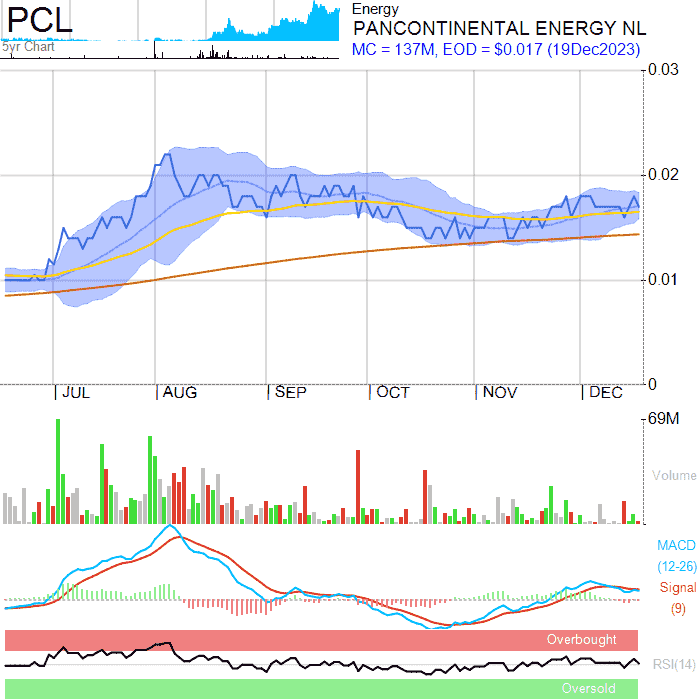 PCL
5yr Chart
Energy
PANCONTINENTAL ENERGY NL
MC = 137M, EOD = $0.017 (19Dec2023)
0.03
0.02
0.01
0
JUL AUG SEP OCT NOV DEC
69M
Volume
MACD
(12-26)
Signal
(9)
Overbought
RSI(14)
Oversold